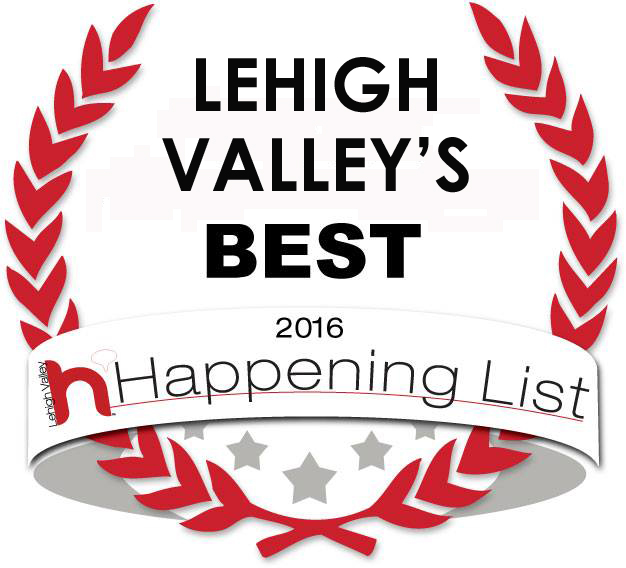 LEHIGH
VALLEY'S
BEST
2016
Lehigh Valley
h Happening List